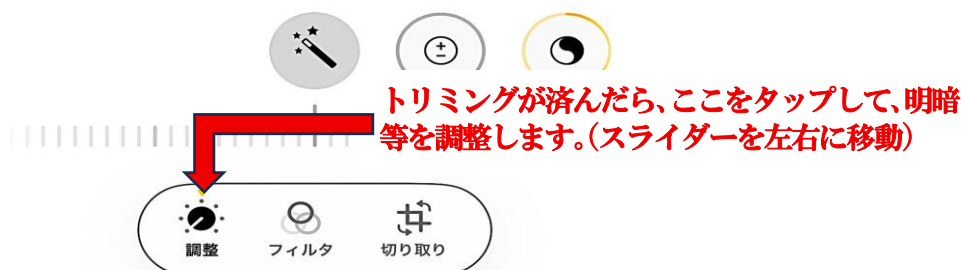 トリミングが済んだら、ここをタップして、明暗
等を調整します。（スライダーを左右に移動）
調整 フィルタ 切り取り